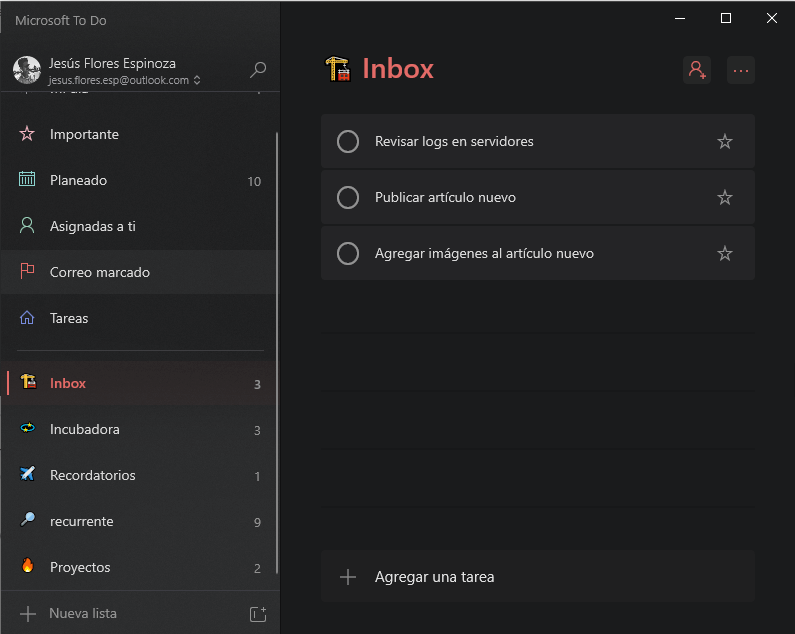 Microsoft To Do
Jesús Flores Espinoza
jesus.flores.esp@outlook.com
Importante
Planeado 10
Asignadas a ti
Correo marcado
Tareas
Inbox 3
Incubadora 3
Recordatorios 1
recurrente 9
Proyectos 2
Nueva lista
Inbox
Revisar logs en servidores
Publicar artículo nuevo
Agregar imágenes al artículo nuevo
Agregar una tarea